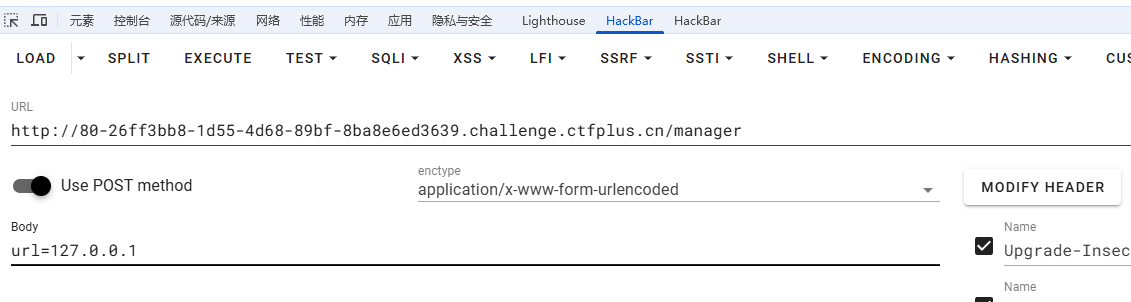 元素 控制台 源代码/来源 网络 性能 内存 应用 隐私与安全 Lighthouse HackBar HackBar
LOAD SPLIT EXECUTE TEST SQLI XSS LFI SSRF SSTI SHELL ENCODING HASHING CUS
URL
http://80-26ff3bb8-1d55-4d68-89bf-8ba8e6ed3639.challenge.ctfplus.cn/manager
Use POST method
enctype
application/x-www-form-urlencoded
MODIFY HEADER
Body
url=127.0.0.1
Name
Upgrade-Insec
Name